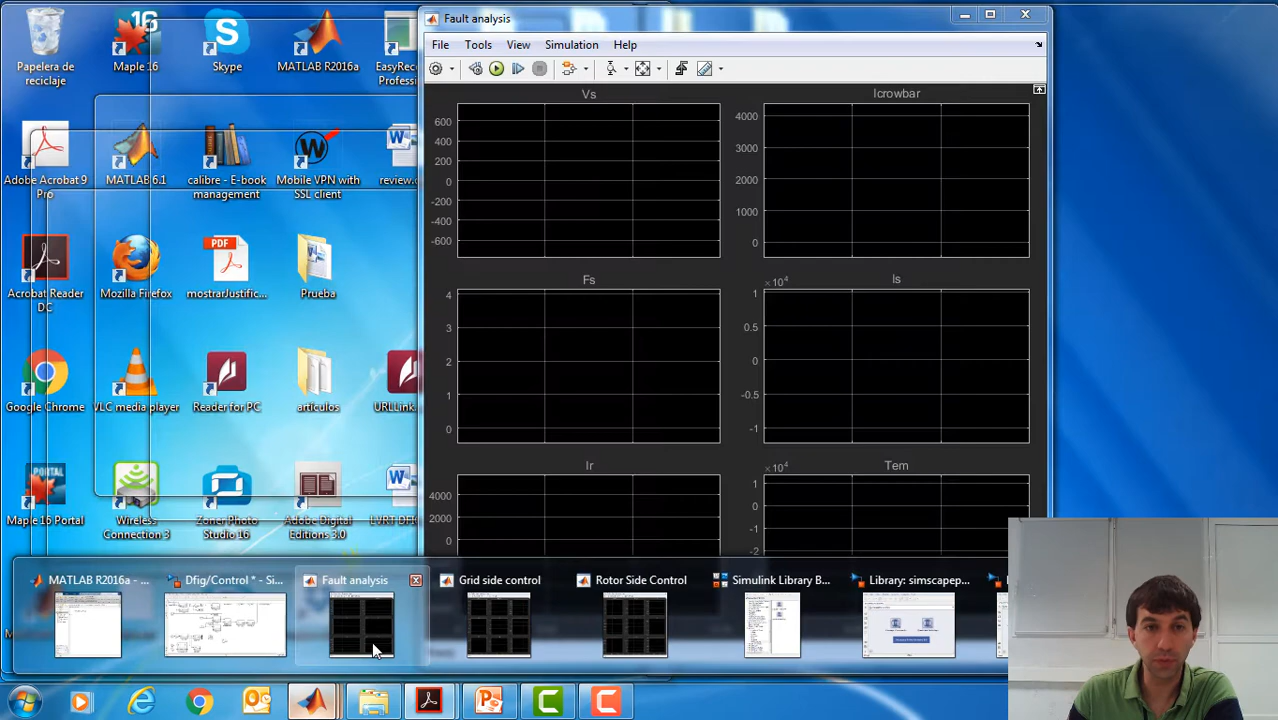 Papelera de
reciclaje
16
Maple 16
Skype
MATLAB R2016a
EasyRec
Professi
Adobe Acrobat 9
Pro
MATLAB 6.1
calibre - E-book
management
Mobile VPN with
SSL client
review.
Acrobat Reader
DC
Mozilla Firefox
PDF
mostrarJustific...
Prueba
Google Chrome
VLC media player
Reader for PC
articulos
URLLink
PORTAL
Maple 16 Portal
Wireless
Connection 3
Zoner Photo
Studio 16
Adobe Digital
Editions 3.0
Fault analysis
File Tools View Simulation Help
Vs
600
400
200
0
-200
-400
-600
Icrowbar
4000
3000
2000
1000
0
Fs
4
3
2
1
0
Is
×10⁴
1
0.5
0
-0.5
-1
Ir
4000
2000
0
Tem
×10⁴
1
0
-1
-2
MATLAB R2016a - ...
Dfig/Control * - Si...
Fault analysis
Grid side control
Rotor Side Control
Simulink Library B...
Library: simscapep...